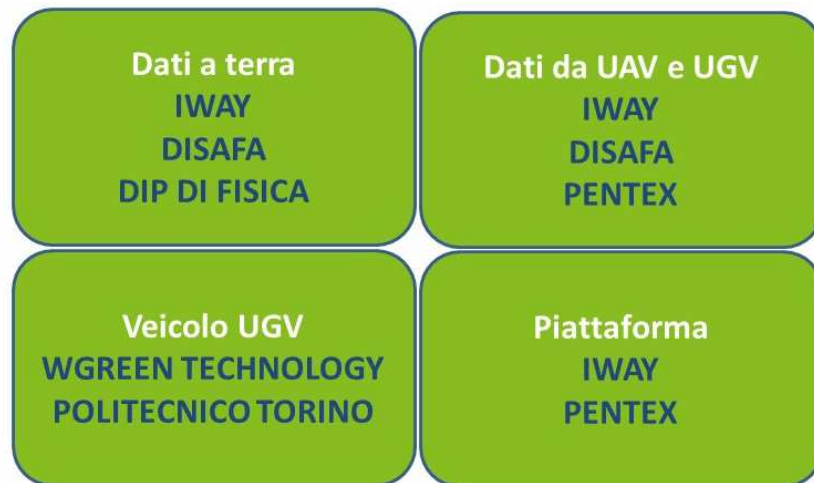 Dati a terra
IWAY
DISAFA
DIP DI FISICA
Dati da UAV e UGV
IWAY
DISAFA
PENTEX
Veicolo UGV
WGREEN TECHNOLOGY
POLITECNICO TORINO
Piattaforma
IWAY
PENTEX